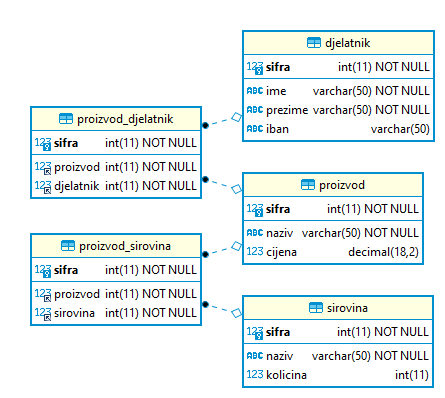 djelatnik
123 sifra int(11) NOT NULL
ABC ime varchar(50) NOT NULL
ABC prezime varchar(50) NOT NULL
ABC iban varchar(50)
proizvod_djelatnik
123 sifra int(11) NOT NULL
123 proizvod int(11) NOT NULL
123 djelatnik int(11) NOT NULL
proizvod
123 sifra int(11) NOT NULL
ABC naziv varchar(50) NOT NULL
123 cijena decimal(18,2)
proizvod_sirovina
123 sifra int(11) NOT NULL
123 proizvod int(11) NOT NULL
123 sirovina int(11) NOT NULL
sirovina
123 sifra int(11) NOT NULL
ABC naziv varchar(50) NOT NULL
123 kolicina int(11)